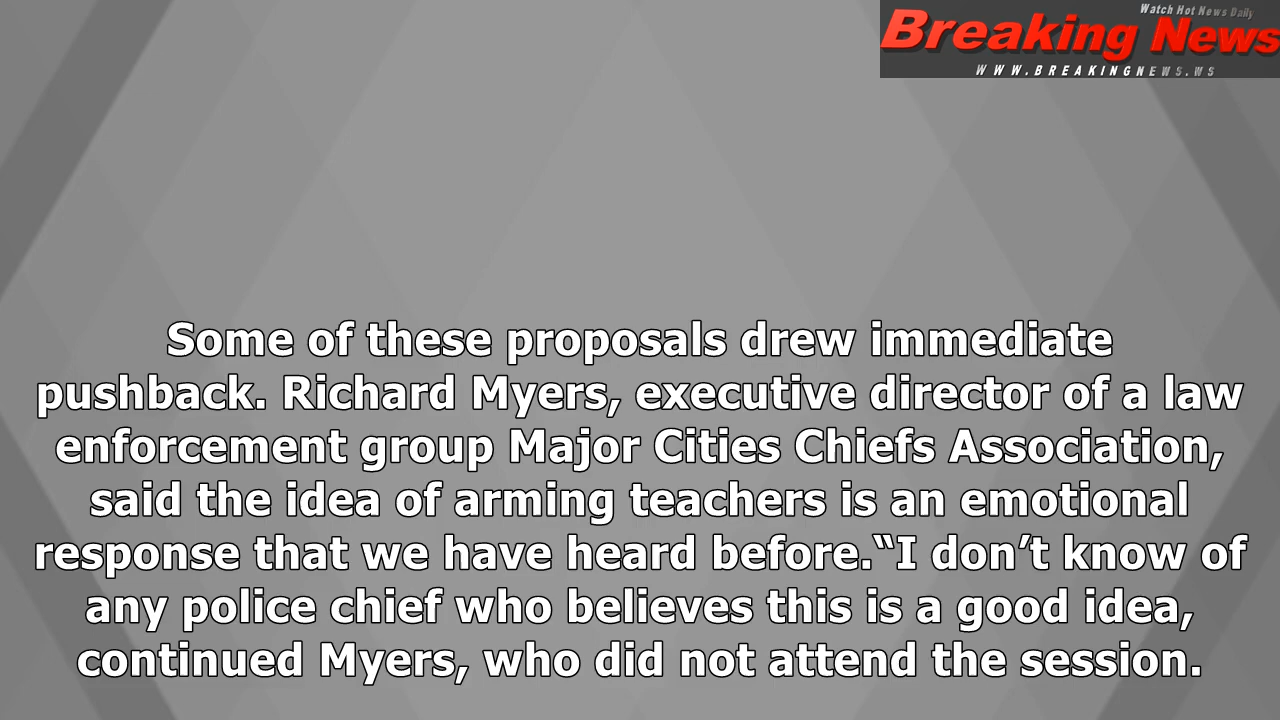 Watch Hot News Daily
Breaking News
WWW.BREAKINGNEWS.WS
Some of these proposals drew immediate
pushback. Richard Myers, executive director of a law
enforcement group Major Cities Chiefs Association,
said the idea of arming teachers is an emotional
response that we have heard before.“I don’t know of
any police chief who believes this is a good idea,
continued Myers, who did not attend the session.